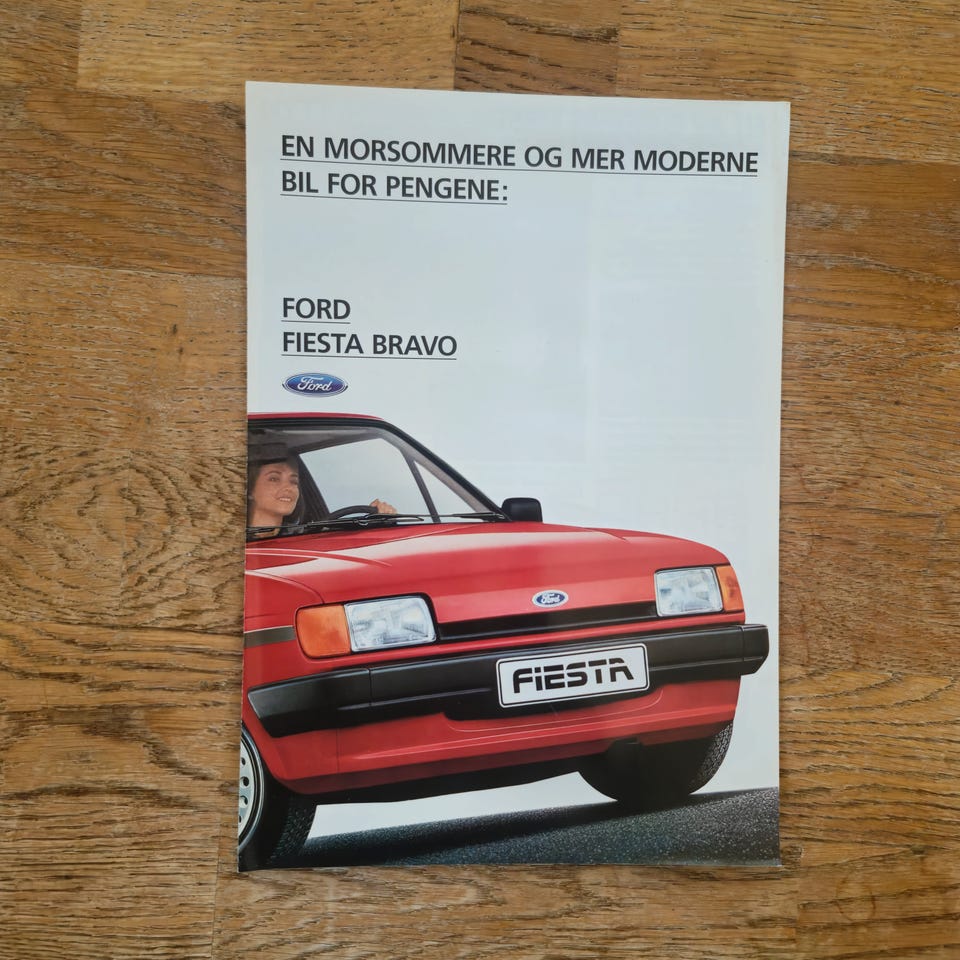 EN MORSOMMERE OG MER MODERNE
BIL FOR PENGENE:
FORD
FIESTA BRAVO
Ford
Ford
FiESTA